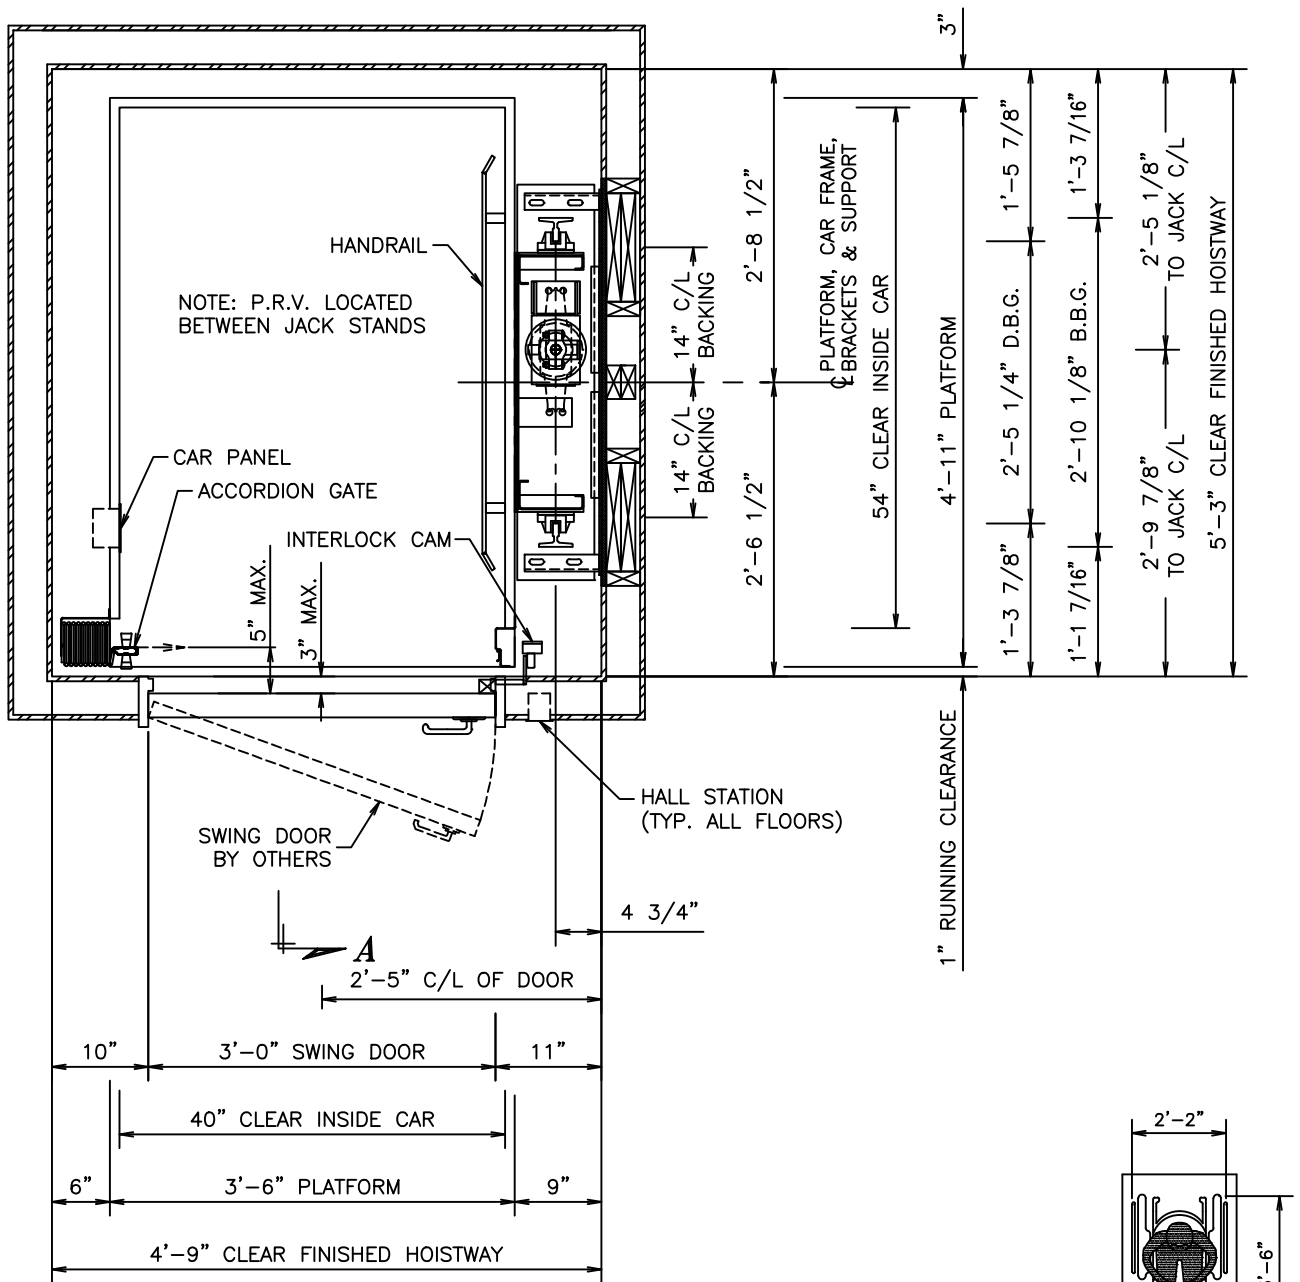 3"
HANDRAIL
NOTE: P.R.V. LOCATED
BETWEEN JACK STANDS
CAR PANEL
ACCORDION GATE
INTERLOCK CAM
5" MAX.
3" MAX.
14" C/L
BACKING
14" C/L
BACKING
2'-8 1/2"
2'-6 1/2"
℄ PLATFORM, CAR FRAME,
BRACKETS & SUPPORT
54" CLEAR INSIDE CAR
4'-11" PLATFORM
1'-5 7/8"
2'-5 1/4" D.B.G.
1'-3 7/8"
1'-3 7/16"
2'-10 1/8" B.B.G.
1'-1 7/16"
2'-5 1/8"
TO JACK C/L
2'-9 7/8"
TO JACK C/L
5'-3" CLEAR FINISHED HOISTWAY
1" RUNNING CLEARANCE
HALL STATION
(TYP. ALL FLOORS)
SWING DOOR
BY OTHERS
4 3/4"
A
2'-5" C/L OF DOOR
10"
3'-0" SWING DOOR
11"
40" CLEAR INSIDE CAR
6"
3'-6" PLATFORM
9"
4'-9" CLEAR FINISHED HOISTWAY
2'-2"
'-6"